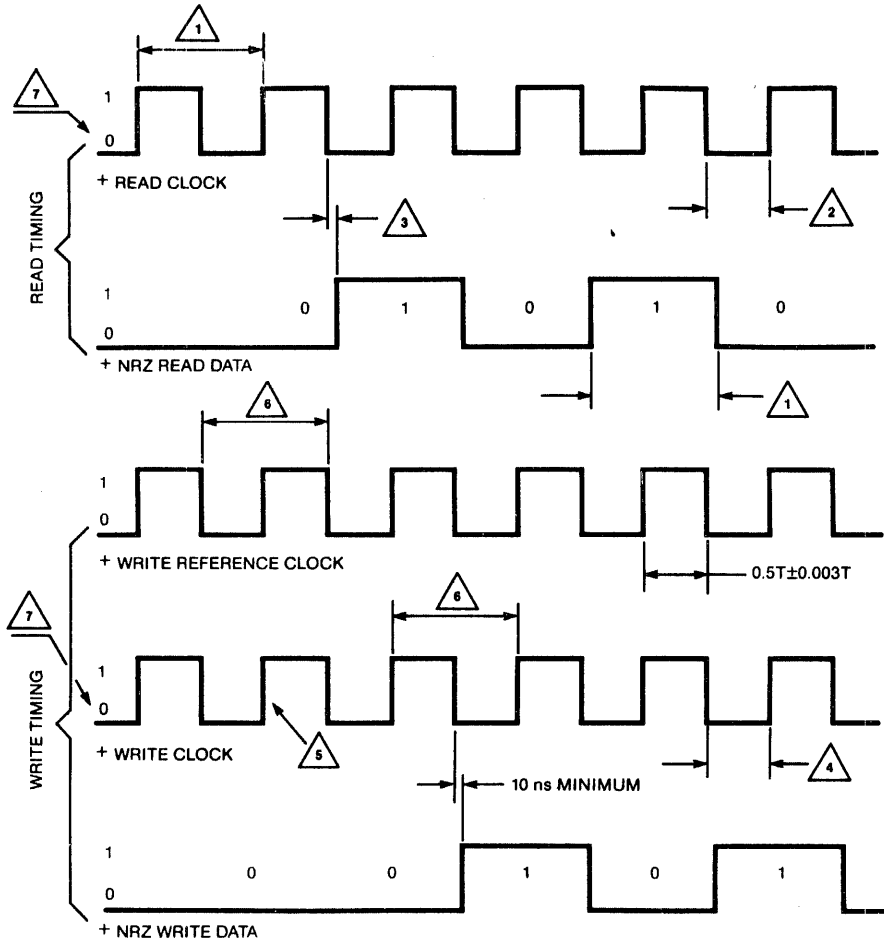 1
7
1
0
+ READ CLOCK
3
2
READ TIMING
1
0 1 0 1 0
0
+ NRZ READ DATA
1
6
1
0
+ WRITE REFERENCE CLOCK
0.5T±0.003T
7
6
1
0
+ WRITE CLOCK
5
4
WRITE TIMING
10 ns MINIMUM
1
0 0 1 0 1
0
+ NRZ WRITE DATA